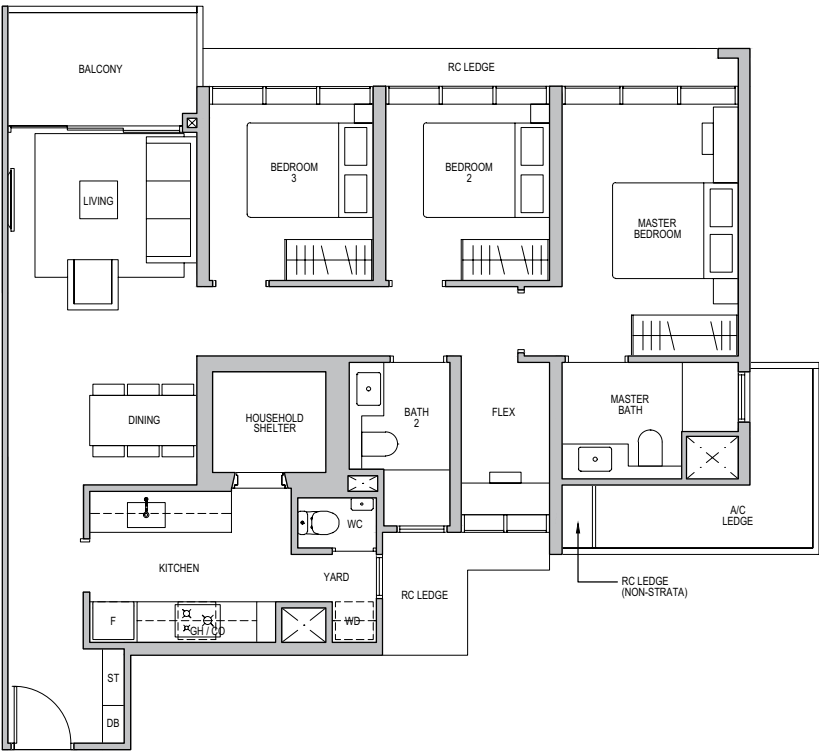 BALCONY
RC LEDGE
BEDROOM
3
BEDROOM
2
LIVING
MASTER
BEDROOM
DINING
HOUSEHOLD
SHELTER
BATH
2
FLEX
MASTER
BATH
WC
A/C
LEDGE
KITCHEN
YARD
RC LEDGE
RC LEDGE
(NON-STRATA)
F
GH / CO
WD
ST
DB